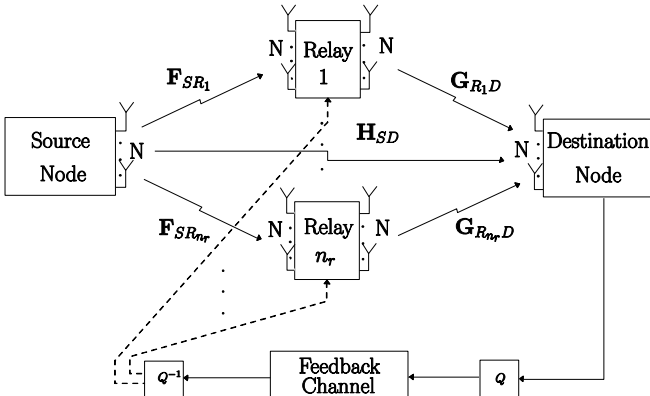 Relay
1
N
N
F_{SR_1}
G_{R_1D}
Source
Node
N
H_{SD}
N
Destination
Node
F_{SR_{n_r}}
N
Relay
n_r
N
G_{R_{n_r}D}
Q^{-1}
Feedback
Channel
Q